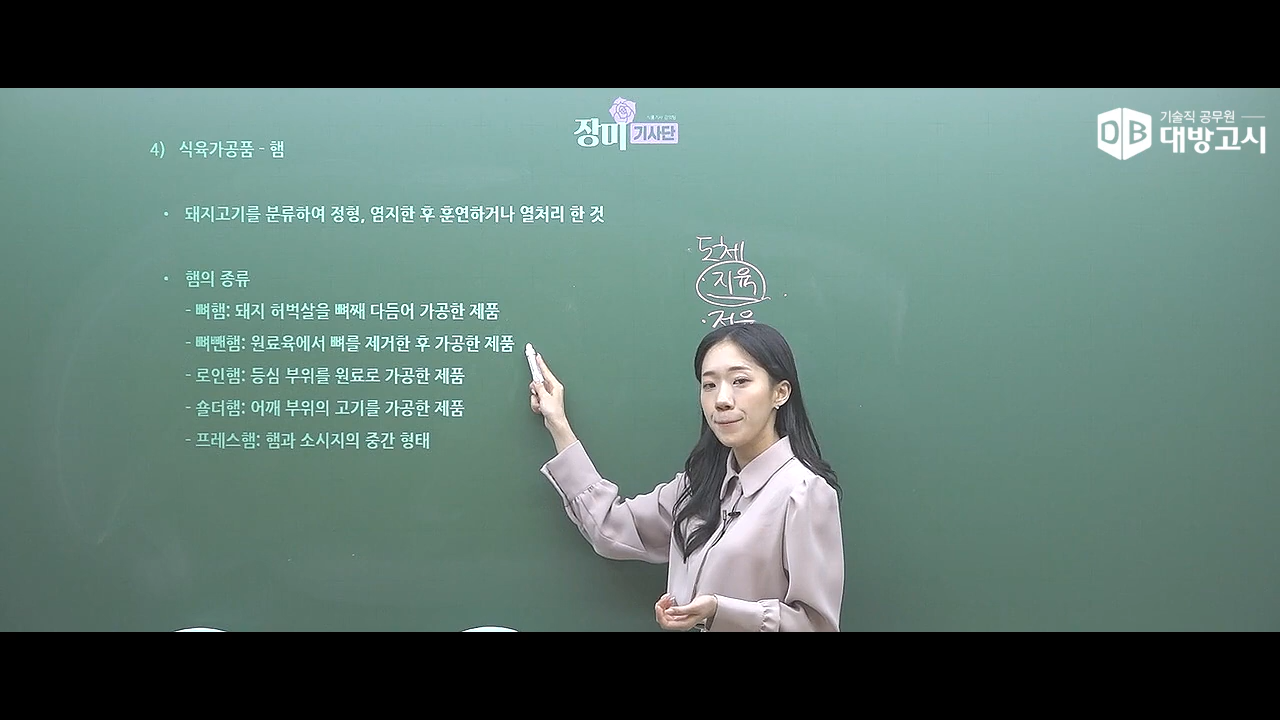 장미 기사단
기술직 공무원
DB 대방고시
4) 식육가공품 - 햄
• 돼지고기를 분류하여 정형, 염지한 후 훈연하거나 열처리 한 것
• 햄의 종류
- 뼈햄: 돼지 허벅살을 뼈째 다듬어 가공한 제품
- 뼈뺀햄: 원료육에서 뼈를 제거한 후 가공한 제품
- 로인햄: 등심 부위를 원료로 가공한 제품
- 숄더햄: 어깨 부위의 고기를 가공한 제품
- 프레스햄: 햄과 소시지의 중간 형태
· 도체
· 지육
· 정육